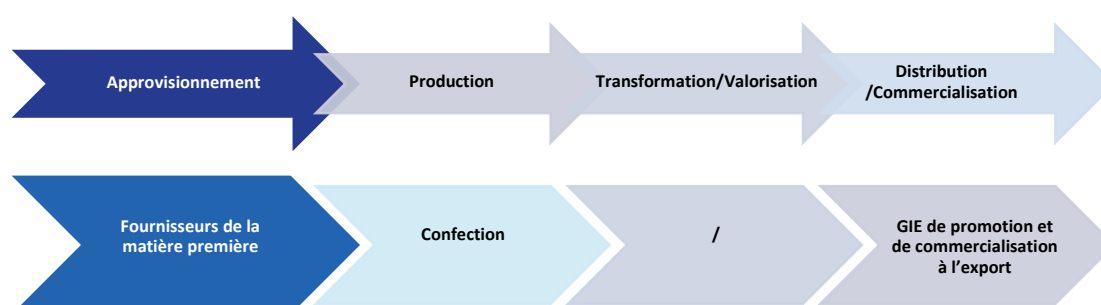 Approvisionnement
Production
Transformation/Valorisation
Distribution
/Commercialisation
Fournisseurs de la
matière première
Confection
/
GIE de promotion et
de commercialisation
à l’export